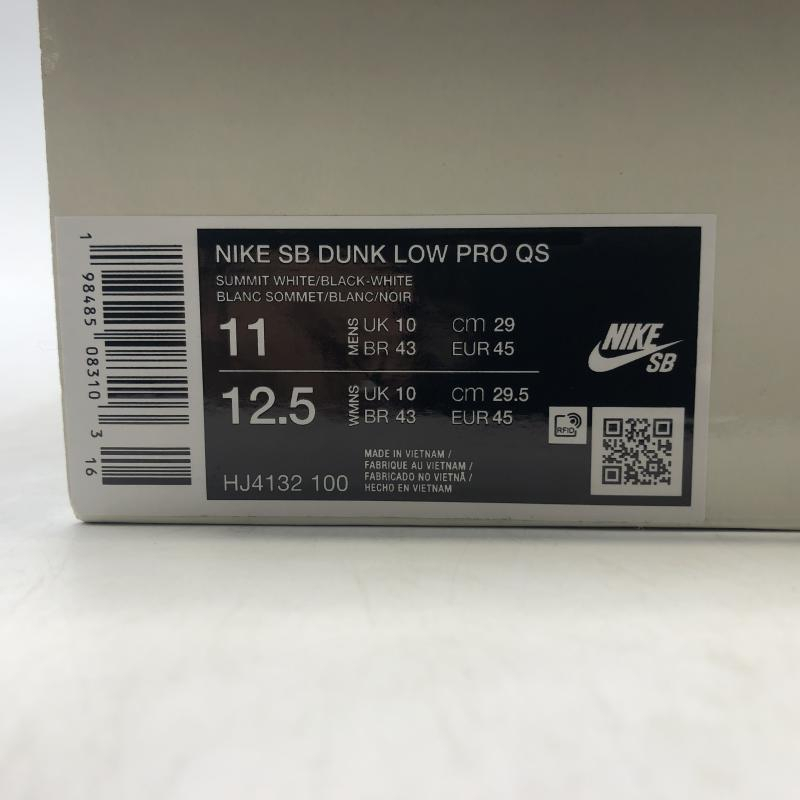 1 98485 08310 3 16
NIKE SB DUNK LOW PRO QS
SUMMIT WHITE/BLACK-WHITE
BLANC SOMMET/BLANC/NOIR
11 MENS UK 10 cm 29
BR 43 EUR 45
12.5 WMNS UK 10 cm 29.5
BR 43 EUR 45
NIKE
SB
RFID
MADE IN VIETNAM /
FABRIQUE AU VIETNAM /
FABRICADO NO VIETNÃ /
HECHO EN VIETNAM
HJ4132 100